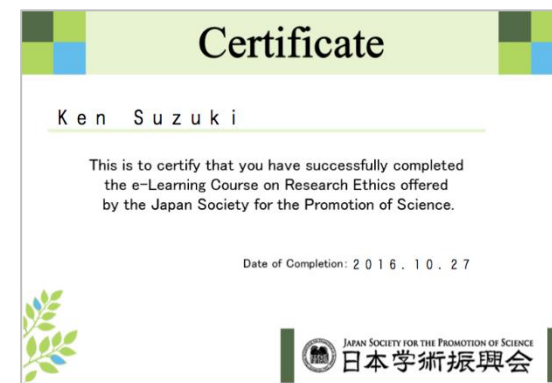 Certificate
Ken Suzuki
This is to certify that you have successfully completed
the e-Learning Course on Research Ethics offered
by the Japan Society for the Promotion of Science.
Date of Completion: 2016.10.27
JAPAN SOCIETY FOR THE PROMOTION OF SCIENCE
日本学術振興会